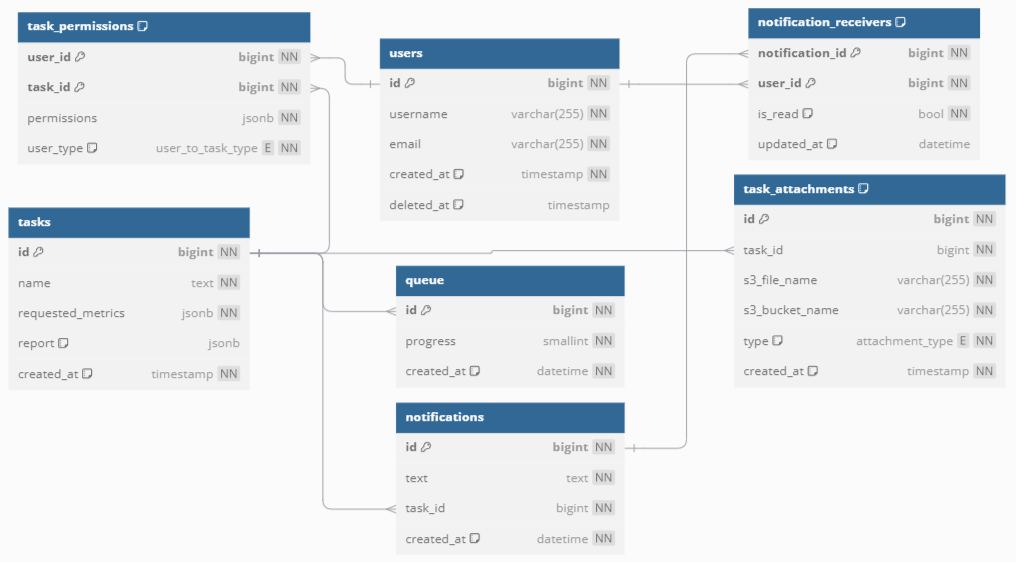 task_permissions
user_id bigint NN
task_id bigint NN
permissions jsonb NN
user_type user_to_task_type E NN
users
id bigint NN
username varchar(255) NN
email varchar(255) NN
created_at timestamp NN
deleted_at timestamp
notification_receivers
notification_id bigint NN
user_id bigint NN
is_read bool NN
updated_at datetime
task_attachments
id bigint NN
task_id bigint NN
s3_file_name varchar(255) NN
s3_bucket_name varchar(255) NN
type attachment_type E NN
created_at timestamp NN
tasks
id bigint NN
name text NN
requested_metrics jsonb NN
report jsonb
created_at timestamp NN
queue
id bigint NN
progress smallint NN
created_at datetime NN
notifications
id bigint NN
text text NN
task_id bigint NN
created_at datetime NN